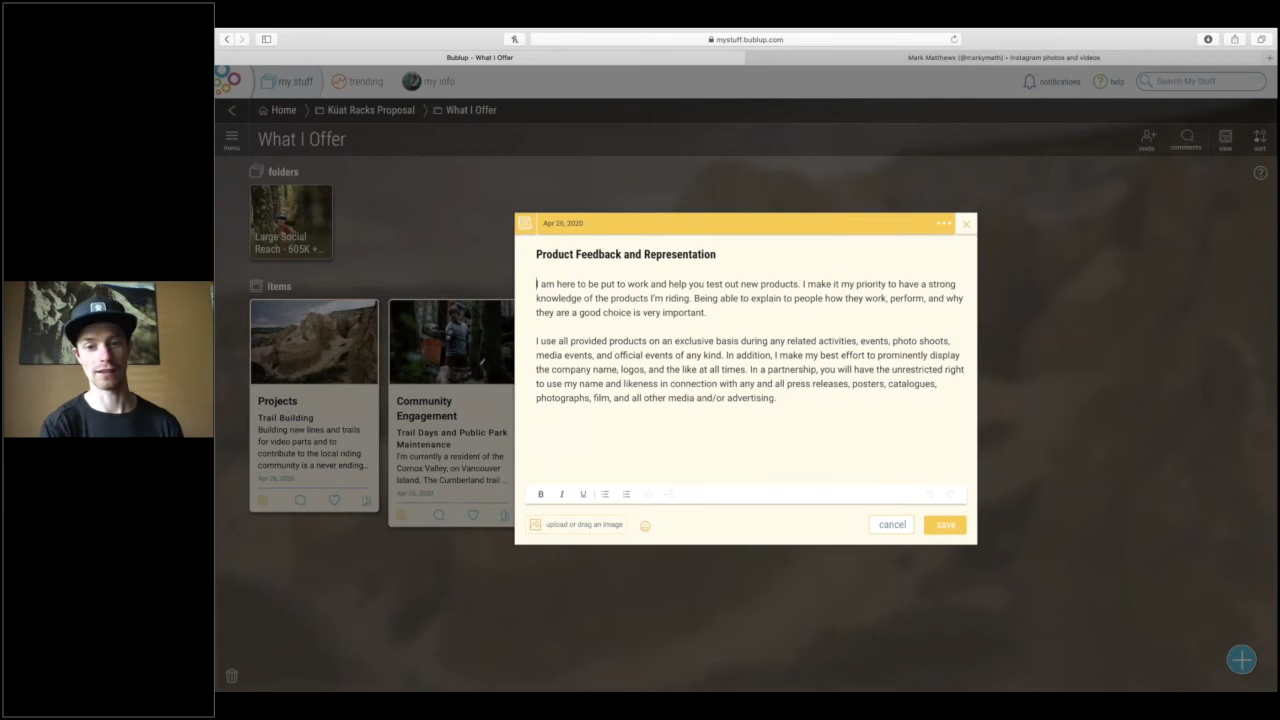 mystuff.bublup.com
Bublup - What I Offer
Mark Matthews (@markymath) • Instagram photos and videos
my stuff
trending
my info
notifications
help
Search My Stuff
Home
Küat Racks Proposal
What I Offer
menu
What I Offer
invite
comments
view
sort
folders
Large Social
Reach - 605K +...
items
Projects
Trail Building
Building new lines and trails
for video parts and to
contribute to the local riding
community is a never ending...
Apr 26, 2020
Community
Engagement
Trail Days and Public Park
Maintenance
I'm currently a resident of the
Comox Valley, on Vancouver
Island. The Cumberland trail ...
Apr 26, 2020
Apr 26, 2020
Product Feedback and Representation
I am here to be put to work and help you test out new products. I make it my priority to have a strong
knowledge of the products I'm riding. Being able to explain to people how they work, perform, and why
they are a good choice is very important.
I use all provided products on an exclusive basis during any related activities, events, photo shoots,
media events, and official events of any kind. In addition, I make my best effort to prominently display
the company name, logos, and the like at all times. In a partnership, you will have the unrestricted right
to use my name and likeness in connection with any and all press releases, posters, catalogues,
photographs, film, and all other media and/or advertising.
B I U
upload or drag an image
cancel
save